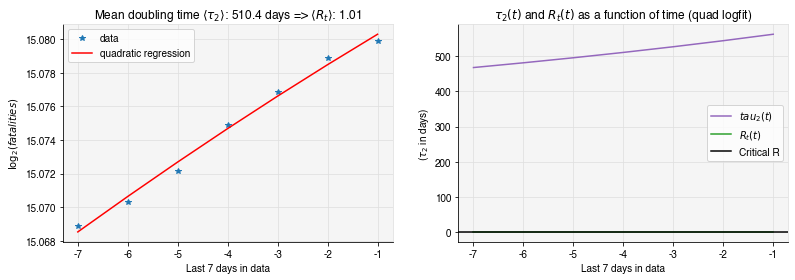 Mean doubling time ⟨τ₂⟩: 510.4 days => ⟨Rₜ⟩: 1.01
data
quadratic regression
log₂(fatalities)
15.080
15.078
15.076
15.074
15.072
15.070
15.068
-7 -6 -5 -4 -3 -2 -1
Last 7 days in data
τ₂(t) and Rₜ(t) as a function of time (quad logfit)
(τ₂ in days)
500
400
300
200
100
0
tau₂(t)
Rₜ(t)
Critical R
-7 -6 -5 -4 -3 -2 -1
Last 7 days in data